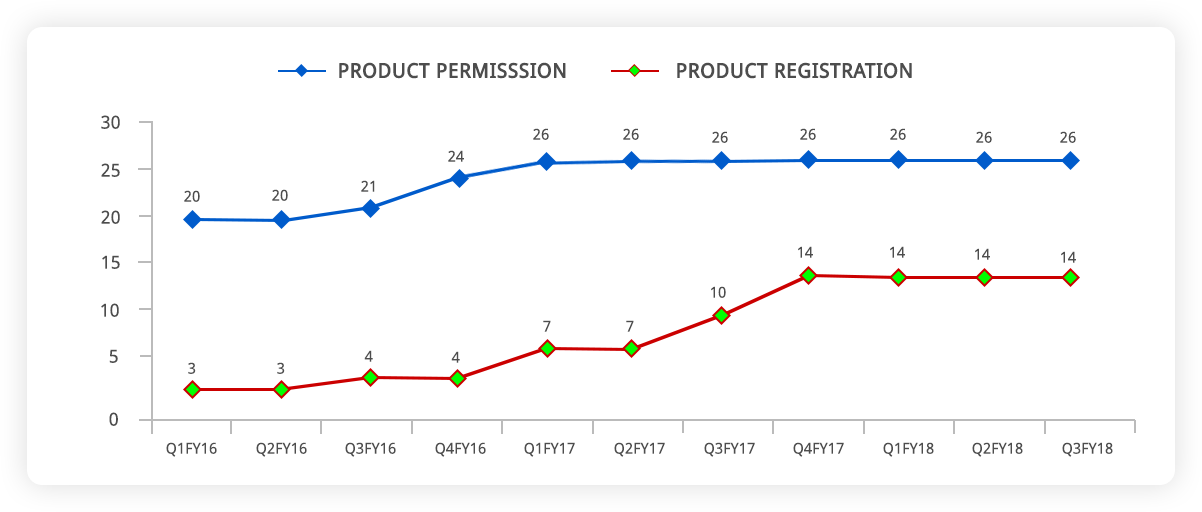 PRODUCT PERMISSSION PRODUCT REGISTRATION
30
26 26 26 26 26 26 26
24
25
20 20 21
20
15
14 14 14 14
10
10
7 7
5
3 3 4 4
0
Q1FY16 Q2FY16 Q3FY16 Q4FY16 Q1FY17 Q2FY17 Q3FY17 Q4FY17 Q1FY18 Q2FY18 Q3FY18